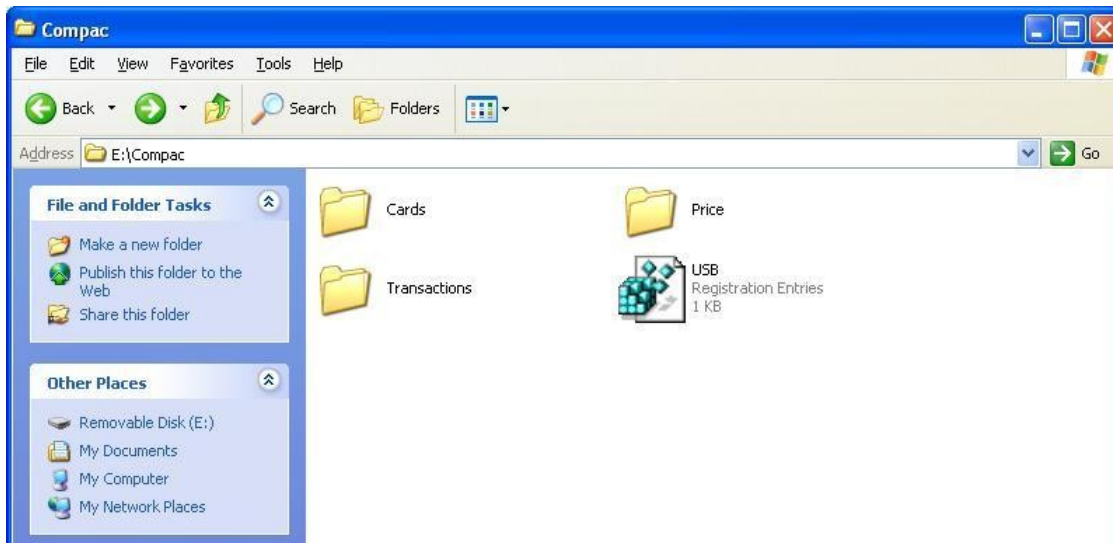 Compac
File Edit View Favorites Tools Help
Back Search Folders
Address E:\Compac Go
File and Folder Tasks
Make a new folder
Publish this folder to the
Web
Share this folder
Other Places
Removable Disk (E:)
My Documents
My Computer
My Network Places
Cards
Price
Transactions
USB
Registration Entries
1 KB